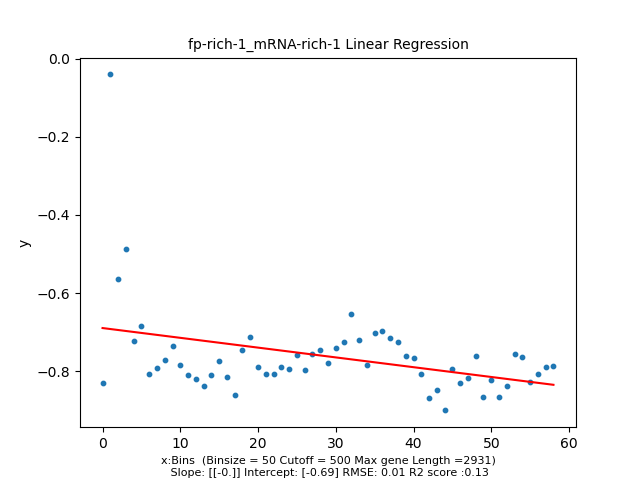 fp-rich-1_mRNA-rich-1 Linear Regression
0.0
−0.2
−0.4
−0.6
−0.8
y
0 10 20 30 40 50 60
x:Bins (Binsize = 50 Cutoff = 500 Max gene Length =2931)
Slope: [[-0.]] Intercept: [-0.69] RMSE: 0.01 R2 score :0.13